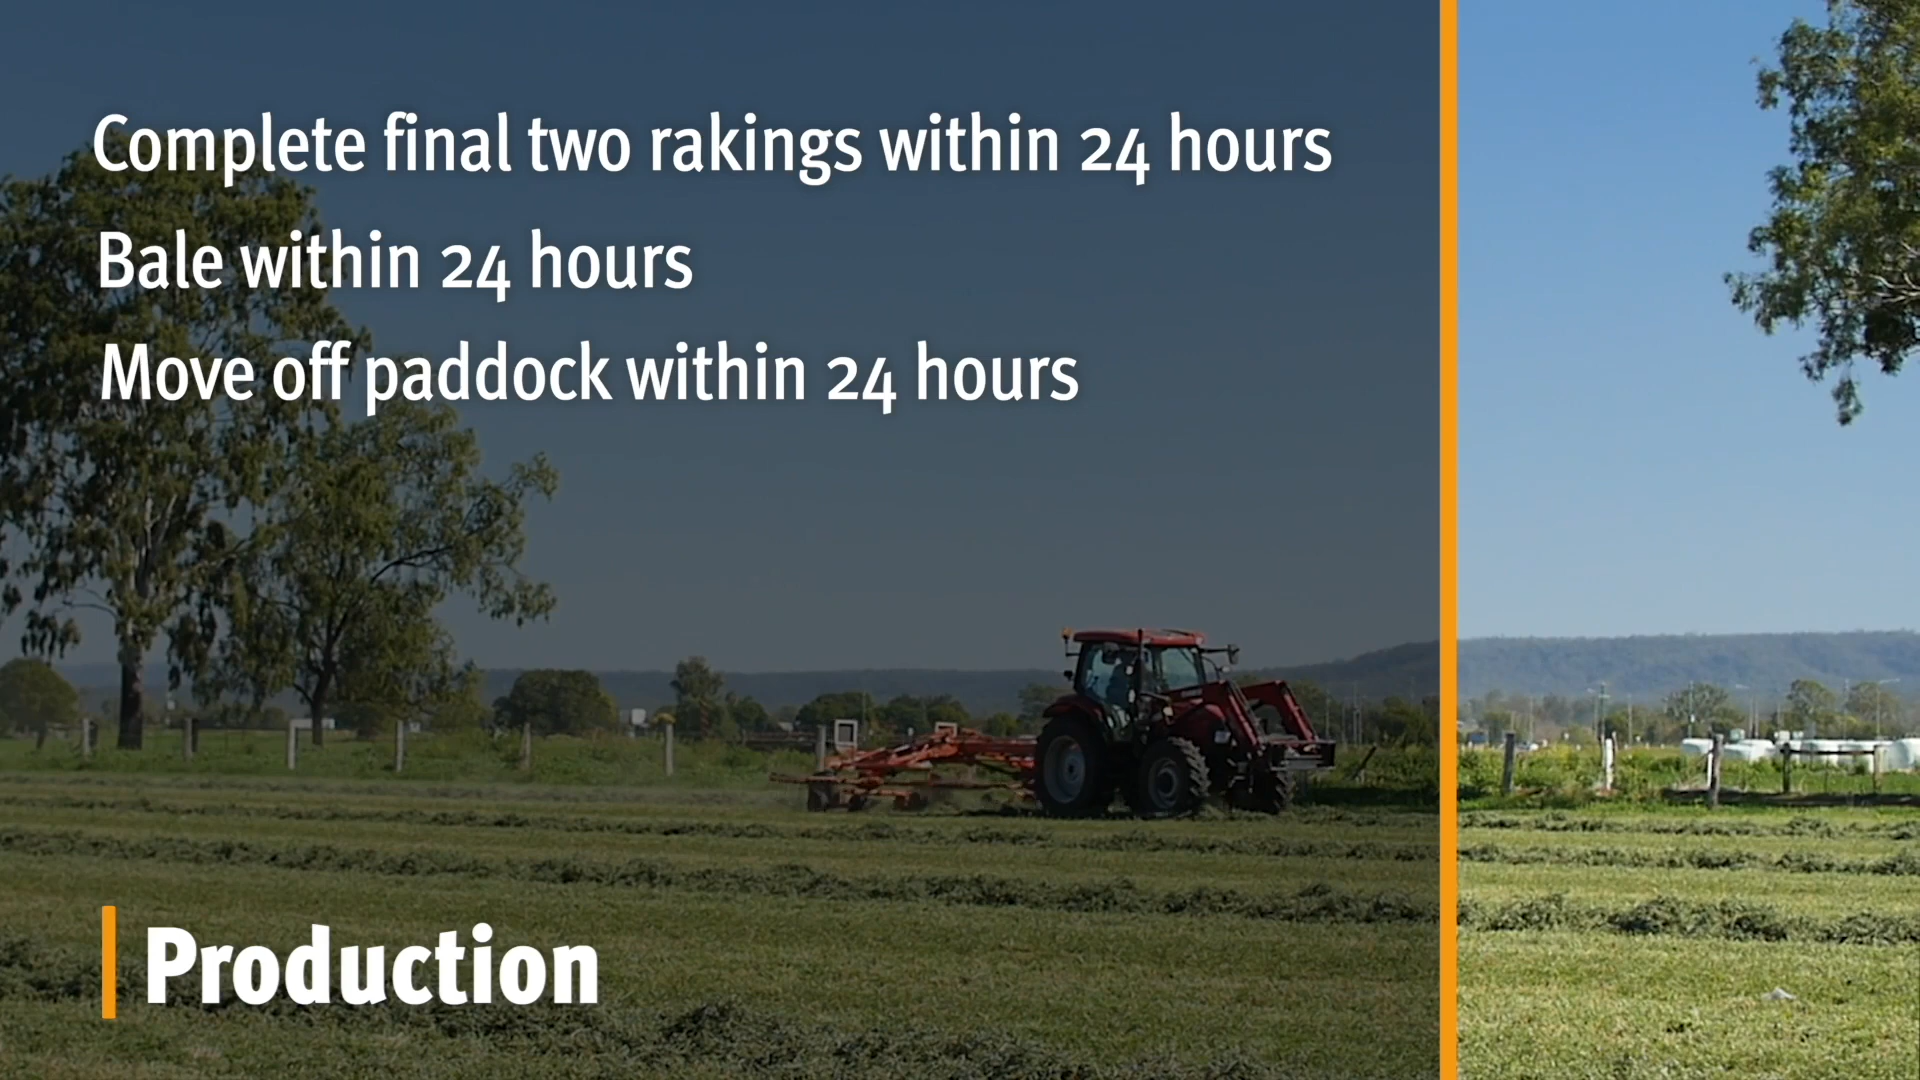 Complete final two rakings within 24 hours
Bale within 24 hours
Move off paddock within 24 hours
Production